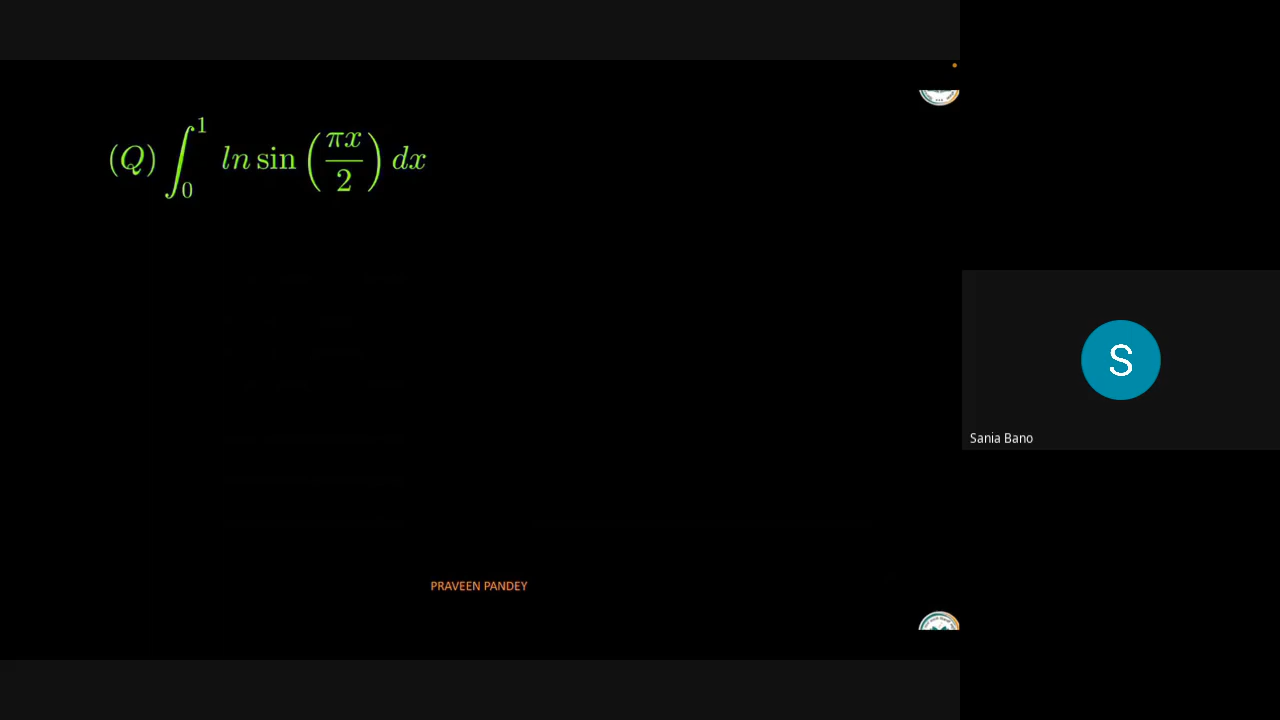 (Q) ∫₀¹ ln sin (πx/2) dx
S
Sania Bano
PRAVEEN PANDEY